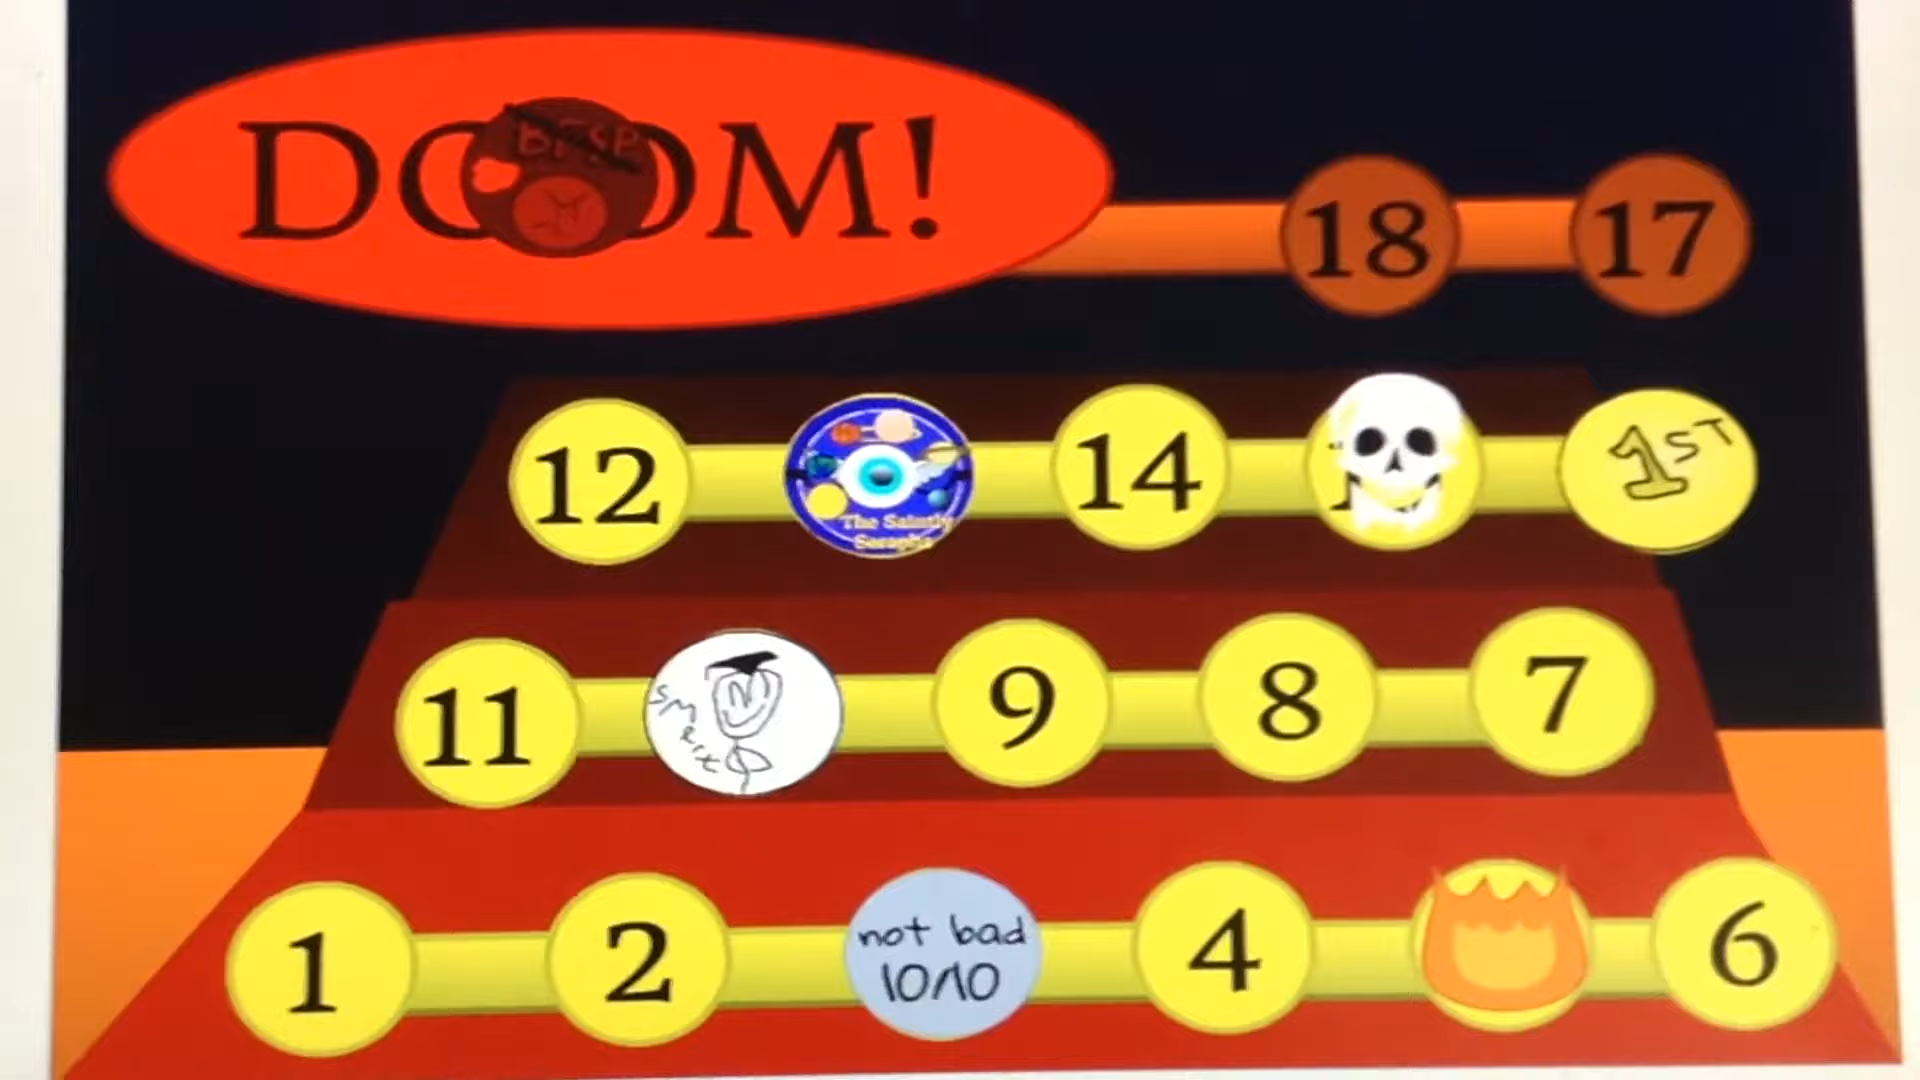 DOOM!
BFSP
18 17
12 14 1ST
The Saintly
Seraphs
11 smart 9 8 7
1 2 not bad 4 6
10/10